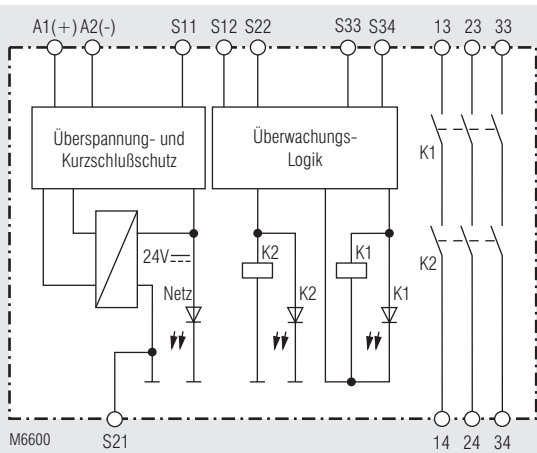 A1(+) A2(-) S11 S12 S22 S33 S34 13 23 33
Überspannung- und
Kurzschlußschutz
Überwachungs-
Logik
K1
24V
K2
K1
K2
Netz
K2
K1
M6600
S21
14 24 34